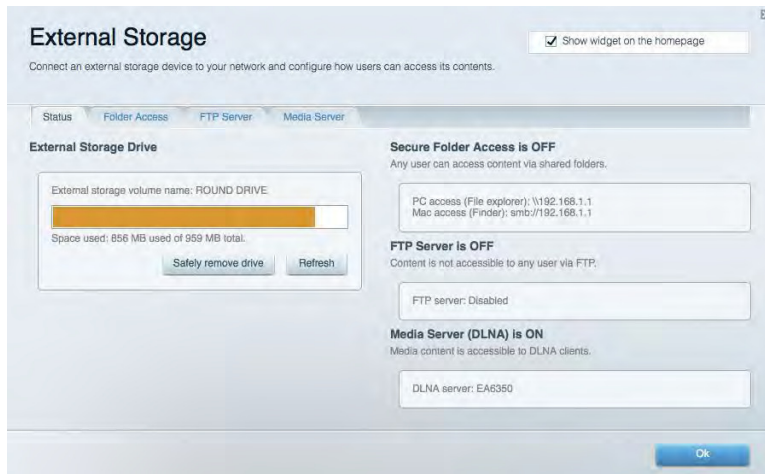 External Storage
Show widget on the homepage
Connect an external storage device to your network and configure how users can access its contents.
Status Folder Access FTP Server Media Server
External Storage Drive
External storage volume name: ROUND DRIVE
Space used: 856 MB used of 959 MB total.
Safely remove drive Refresh
Secure Folder Access is OFF
Any user can access content via shared folders.
PC access (File explorer): \\192.168.1.1
Mac access (Finder): smb://192.168.1.1
FTP Server is OFF
Content is not accessible to any user via FTP.
FTP server: Disabled
Media Server (DLNA) is ON
Media content is accessible to DLNA clients.
DLNA server: EA6350
Ok